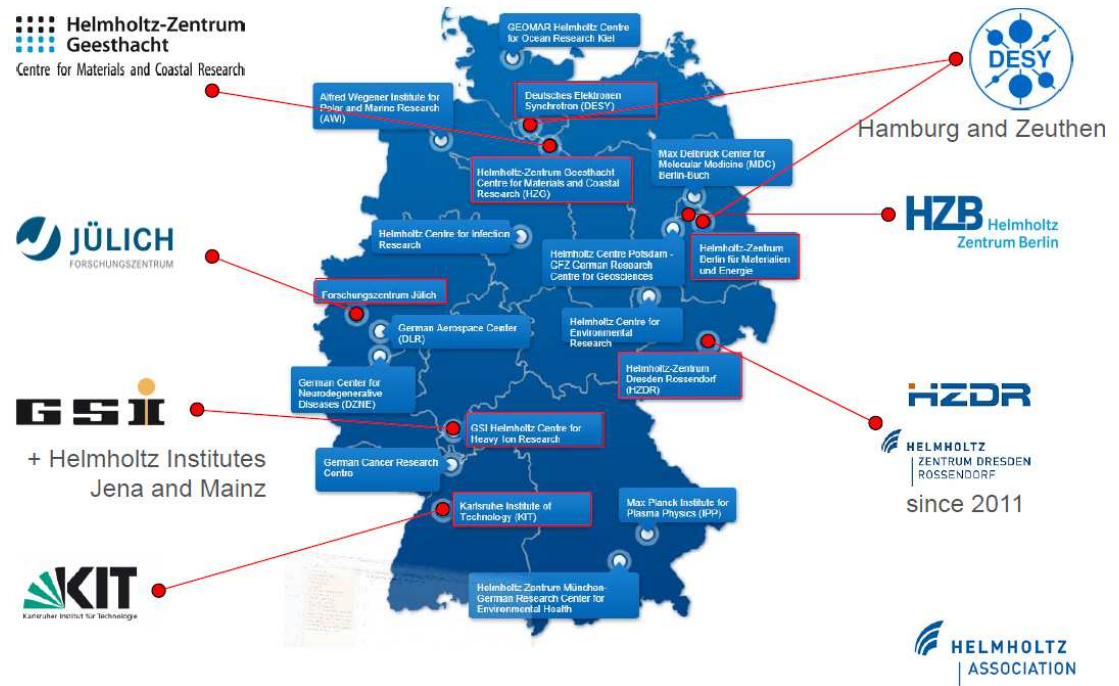 Helmholtz-Zentrum
Geesthacht
Centre for Materials and Coastal Research
GEOMAR Helmholtz Centre
for Ocean Research Kiel
DESY
Hamburg and Zeuthen
Alfred Wegener Institute for
Polar and Marine Research
(AWI)
Deutsches Elektronen
Synchrotron (DESY)
Max Delbrück Center for
Molecular Medicine (MDC)
Berlin-Buch
Helmholtz-Zentrum Geesthacht
Centre for Materials and Coastal
Research (HZG)
JÜLICH
FORSCHUNGSZENTRUM
Helmholtz Centre for Infection
Research
Helmholtz Centre Potsdam -
GFZ German Research
Centre for Geosciences
Helmholtz-Zentrum
Berlin für Materialien
und Energie
HZB Helmholtz
Zentrum Berlin
Forschungszentrum Jülich
German Aerospace Center
(DLR)
Helmholtz Centre for
Environmental
Research
German Center for
Neurodegenerative
Diseases (DZNE)
Helmholtz-Zentrum
Dresden Rossendorf
(HZDR)
GSI
+ Helmholtz Institutes
Jena and Mainz
GSI Helmholtz Centre for
Heavy Ion Research
German Cancer Research
Centre
HZDR
HELMHOLTZ
ZENTRUM DRESDEN
ROSSENDORF
since 2011
Karlsruhe Institute of
Technology (KIT)
Max Planck Institute for
Plasma Physics (IPP)
KIT
Karlsruher Institut für Technologie
Helmholtz Zentrum München-
German Research Center for
Environmental Health
HELMHOLTZ
ASSOCIATION